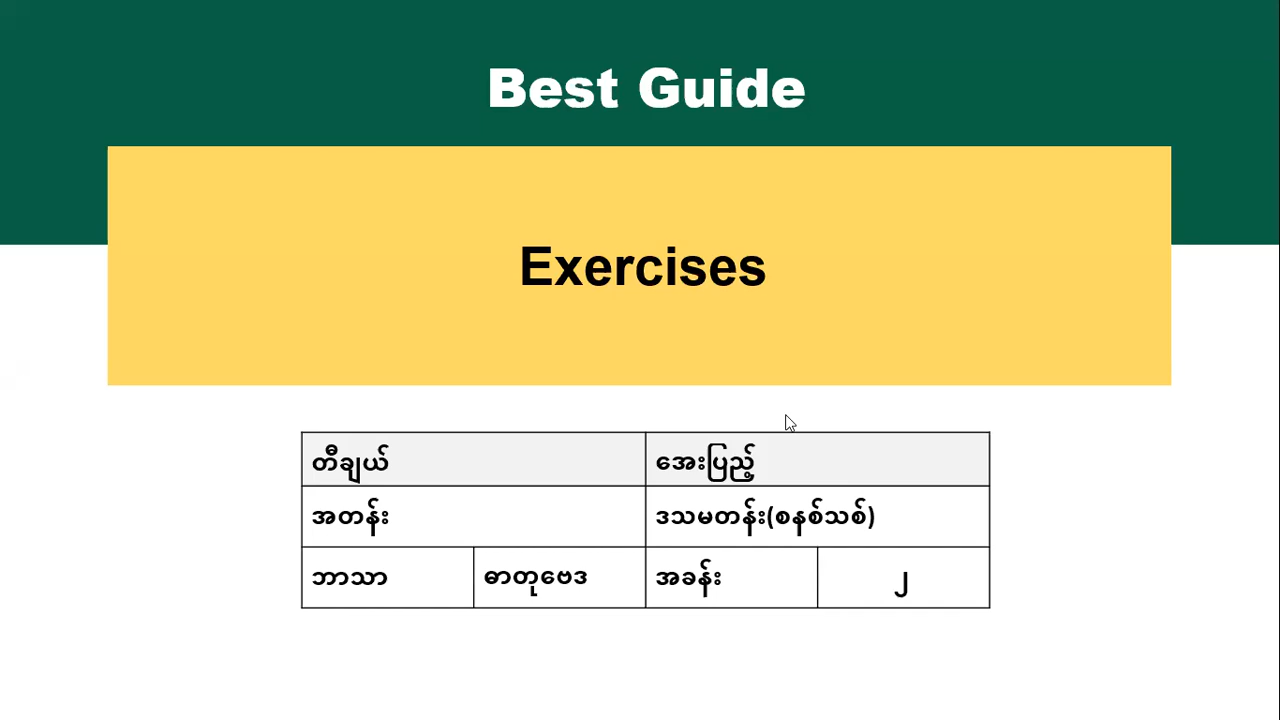 Best Guide
Exercises
တီချယ် အေးပြည့်
အတန်း ဒသမတန်း(စနစ်သစ်)
ဘာသာ ဓာတုဗေဒ အခန်း ၂